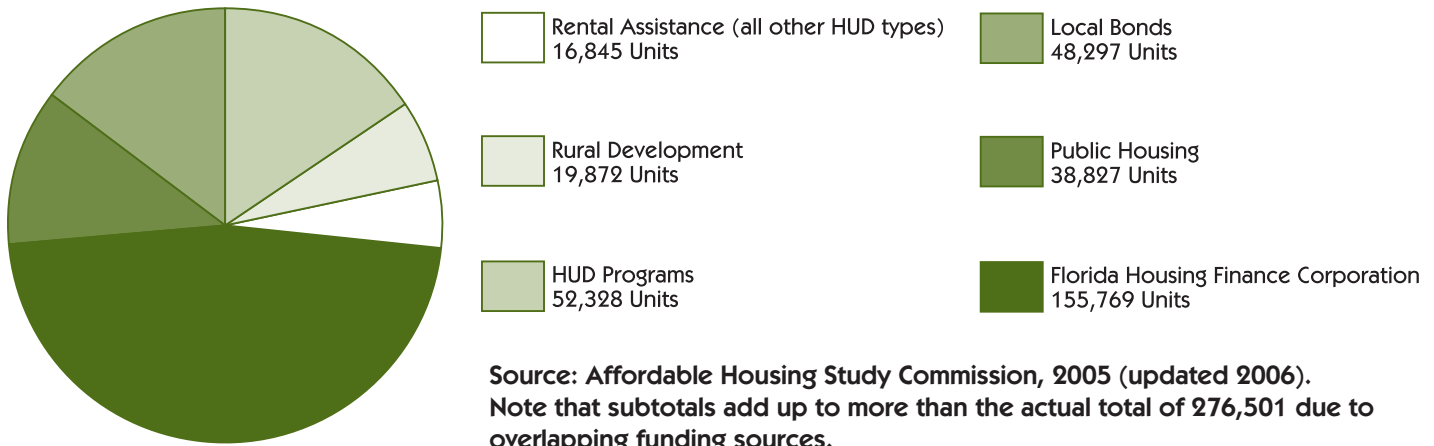 Rental Assistance (all other HUD types)
16,845 Units
Rural Development
19,872 Units
HUD Programs
52,328 Units
Local Bonds
48,297 Units
Public Housing
38,827 Units
Florida Housing Finance Corporation
155,769 Units
Source: Affordable Housing Study Commission, 2005 (updated 2006).
Note that subtotals add up to more than the actual total of 276,501 due to
overlapping funding sources.